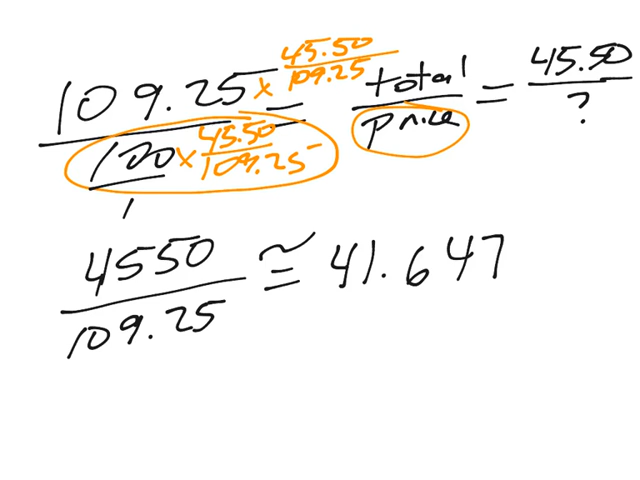 109.25 × 45.50/109.25 = total/price = 45.50/?
100 × 45.50/109.25
1
4550/109.25 ≅ 41.647